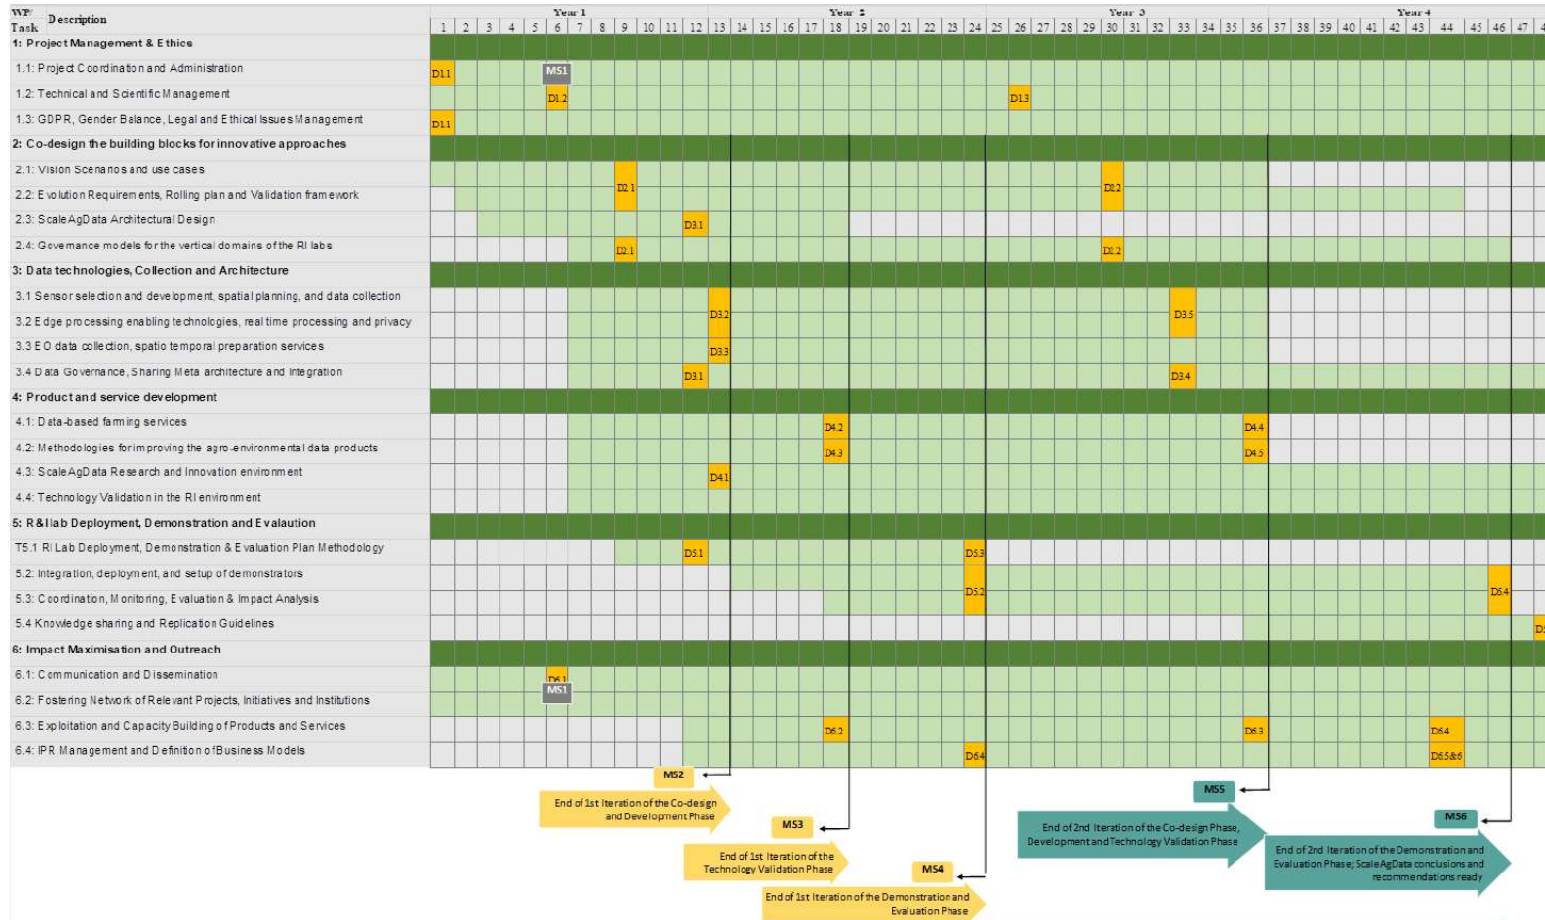 WP/ Description Year 1 Year 2 Year 3 Year 4
Task 1 2 3 4 5 6 7 8 9 10 11 12 13 14 15 16 17 18 19 20 21 22 23 24 25 26 27 28 29 30 31 32 33 34 35 36 37 38 39 40 41 42 43 44 45 46 47
1: Project Management & Ethics
1.1: Project Coordination and Administration D1.1 MS1
1.2: Technical and Scientific Management D1.2 D1.3
1.3: GDPR, Gender Balance, Legal and Ethical Issues Management D1.1
2: Co-design the building blocks for innovative approaches
2.1: Vision Scenarios and use cases
D2.1 D2.2
2.2: Evolution Requirements, Rolling plan and Validation framework
2.3: ScaleAgData Architectural Design D3.1
2.4: Governance models for the vertical domains of the RI labs D2.1 D1.2
3: Data technologies, Collection and Architecture
3.1 Sensor selection and development, spatial planning, and data collection
D3.2 D3.5
3.2 Edge processing enabling technologies, real time processing and privacy
3.3 EO data collection, spatio temporal preparation services D3.3
3.4 Data Governance, Sharing Meta architecture and Integration D3.1 D3.4
4: Product and service development
4.1: Data-based farming services D4.2 D4.4
4.2: Methodologies for improving the agro-environmental data products D4.3 D4.5
4.3: ScaleAgData Research and Innovation environment D4.1
4.4: Technology Validation in the RI environment
5: R&I lab Deployment, Demonstration and Evalaution
T5.1 RI Lab Deployment, Demonstration & Evaluation Plan Methodology D5.1 D5.3
5.2: Integration, deployment, and setup of demonstrators
D5.2 D5.4
5.3: Coordination, Monitoring, Evaluation & Impact Analysis
5.4 Knowledge sharing and Replication Guidelines
6: Impact Maximisation and Outreach
6.1: Communication and Dissemination D6.1
MS1
6.2: Fostering Network of Relevant Projects, Initiatives and Institutions
6.3: Exploitation and Capacity Building of Products and Services D6.2 D6.3 D6.4
6.4: IPR Management and Definition of Business Models D6.4 D6.5&6
MS2
End of 1st Iteration of the Co-design
and Development Phase
MS3
End of 1st Iteration of the
Technology Validation Phase
MS4
End of 1st Iteration of the Demonstration and
Evaluation Phase
MS5
End of 2nd Iteration of the Co-design Phase,
Development and Technology Validation Phase
MS6
End of 2nd Iteration of the Demonstration and
Evaluation Phase; ScaleAgData conclusions and
recommendations ready